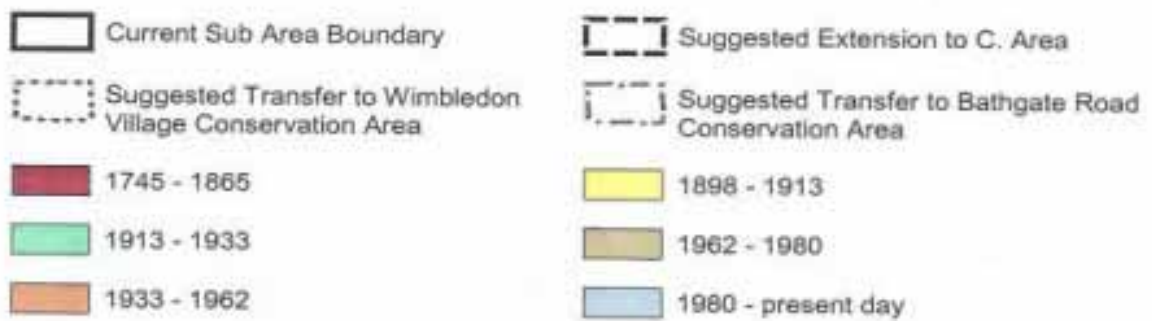 Current Sub Area Boundary
Suggested Transfer to Wimbledon
Village Conservation Area
1745 - 1865
1913 - 1933
1933 - 1962
Suggested Extension to C. Area
Suggested Transfer to Bathgate Road
Conservation Area
1898 - 1913
1962 - 1980
1980 - present day